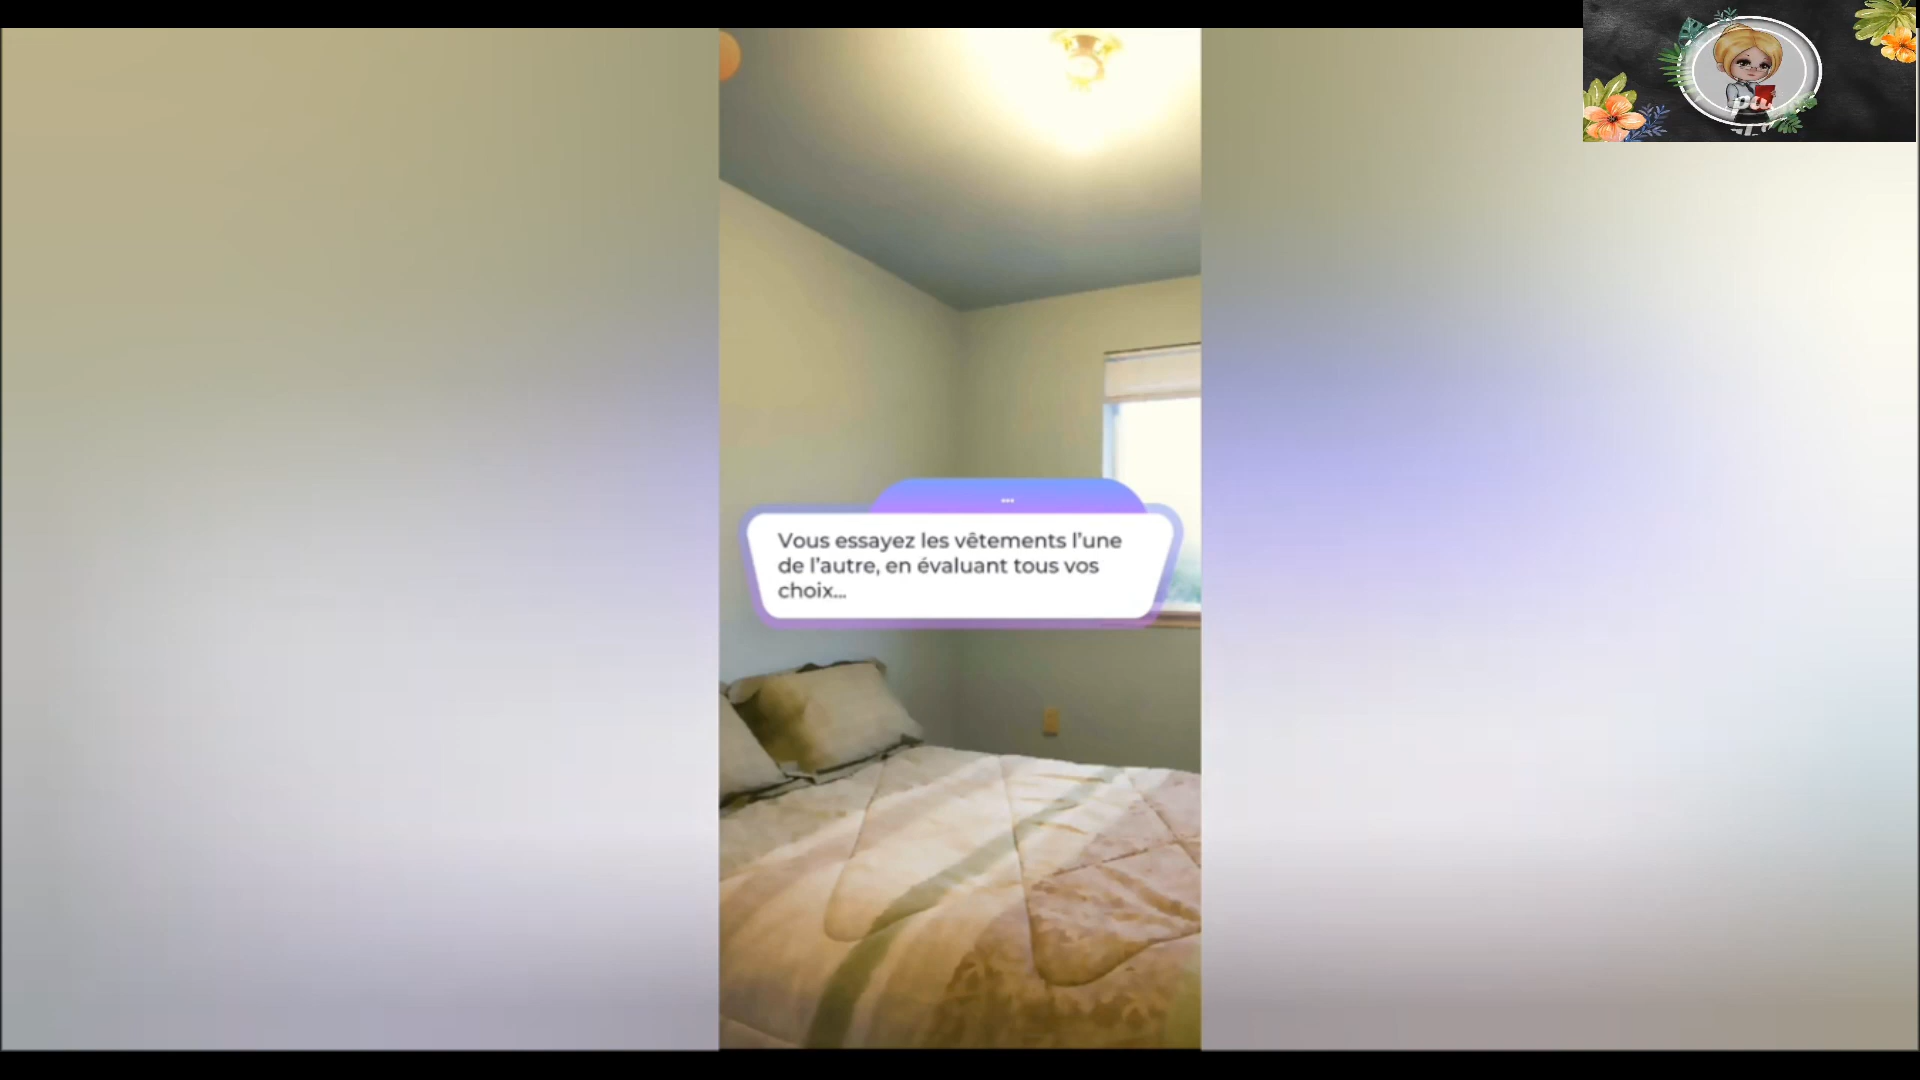 ...
Vous essayez les vêtements l'une
de l'autre, en évaluant tous vos
choix...